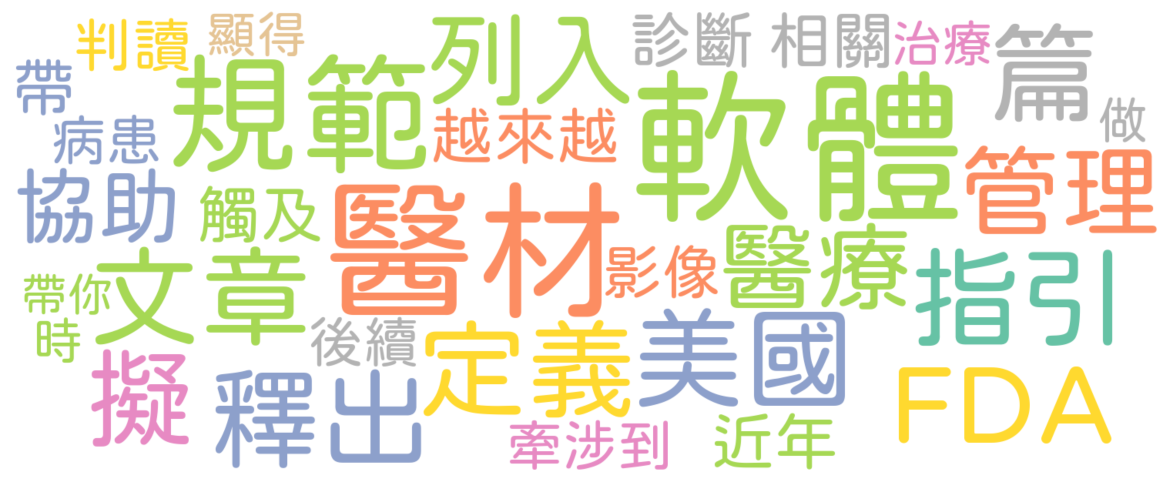 判讀
顯得
列入
診斷
相關
治療
篇
帶
規範
軟體
做
病患
越來越
管理
協助
觸及
醫材
影像
醫療
文章
指引
帶你
時
後續
定義
美國
擬
釋出
FDA
牽涉到
近年